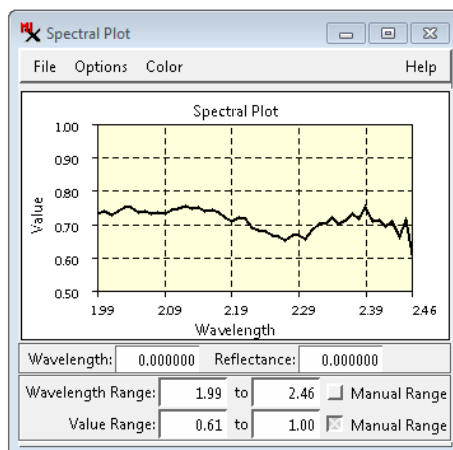 Spectral Plot
File Options Color Help
Spectral Plot
1.00
0.90
0.80
0.70
0.60
0.50
Value
1.99 2.09 2.19 2.29 2.39 2.46
Wavelength
Wavelength: 0.000000 Reflectance: 0.000000
Wavelength Range: 1.99 to 2.46 Manual Range
Value Range: 0.61 to 1.00 Manual Range